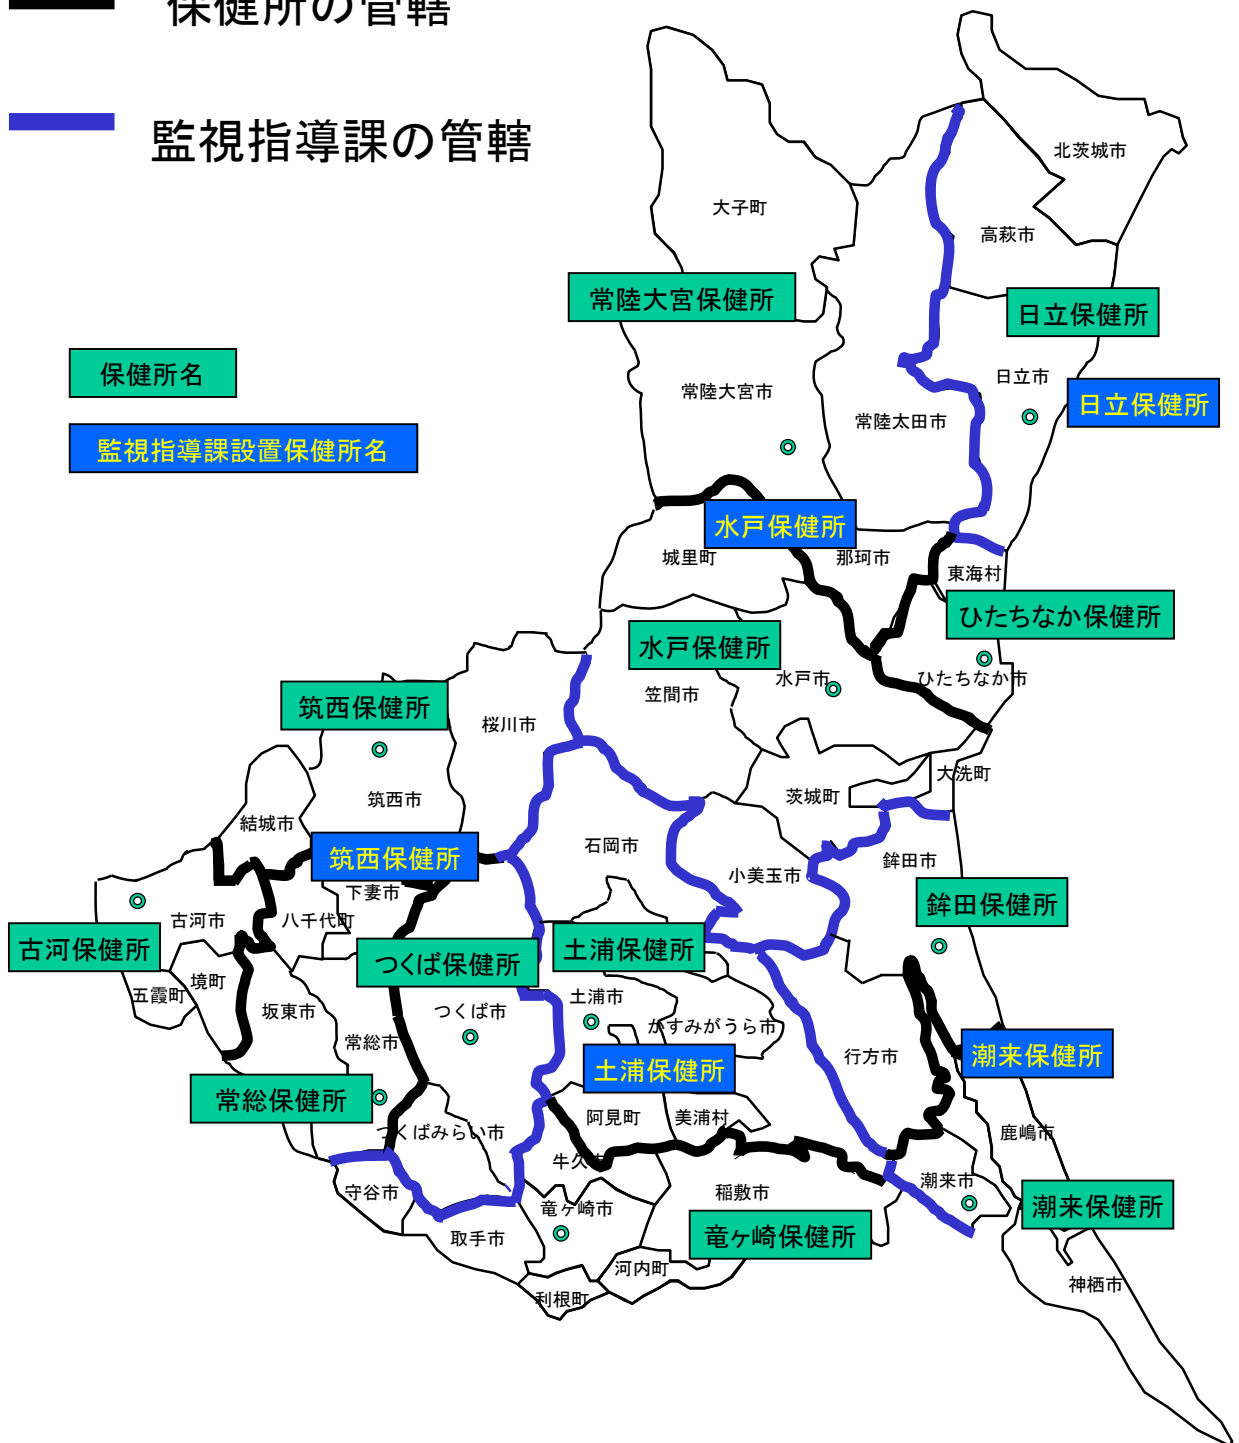 保健所の管轄
監視指導課の管轄
北茨城市
大子町
高萩市
常陸大宮保健所
日立保健所
保健所名
日立市
常陸大宮市
日立保健所
常陸太田市
監視指導課設置保健所名
水戸保健所
城里町
那珂市
東海村
ひたちなか保健所
水戸保健所
水戸市
ひたちなか市
笠間市
筑西保健所
桜川市
大洗町
茨城町
筑西市
結城市
石岡市
筑西保健所
鉾田市
小美玉市
下妻市
鉾田保健所
古河市
八千代町
古河保健所
つくば保健所
土浦保健所
境町
五霞町
坂東市
土浦市
つくば市
かすみがうら市
常総市
行方市
潮来保健所
土浦保健所
常総保健所
阿見町
美浦村
つくばみらい市
鹿嶋市
牛久市
潮来市
守谷市
稲敷市
潮来保健所
竜ケ崎市
取手市
竜ケ崎保健所
河内町
神栖市
利根町